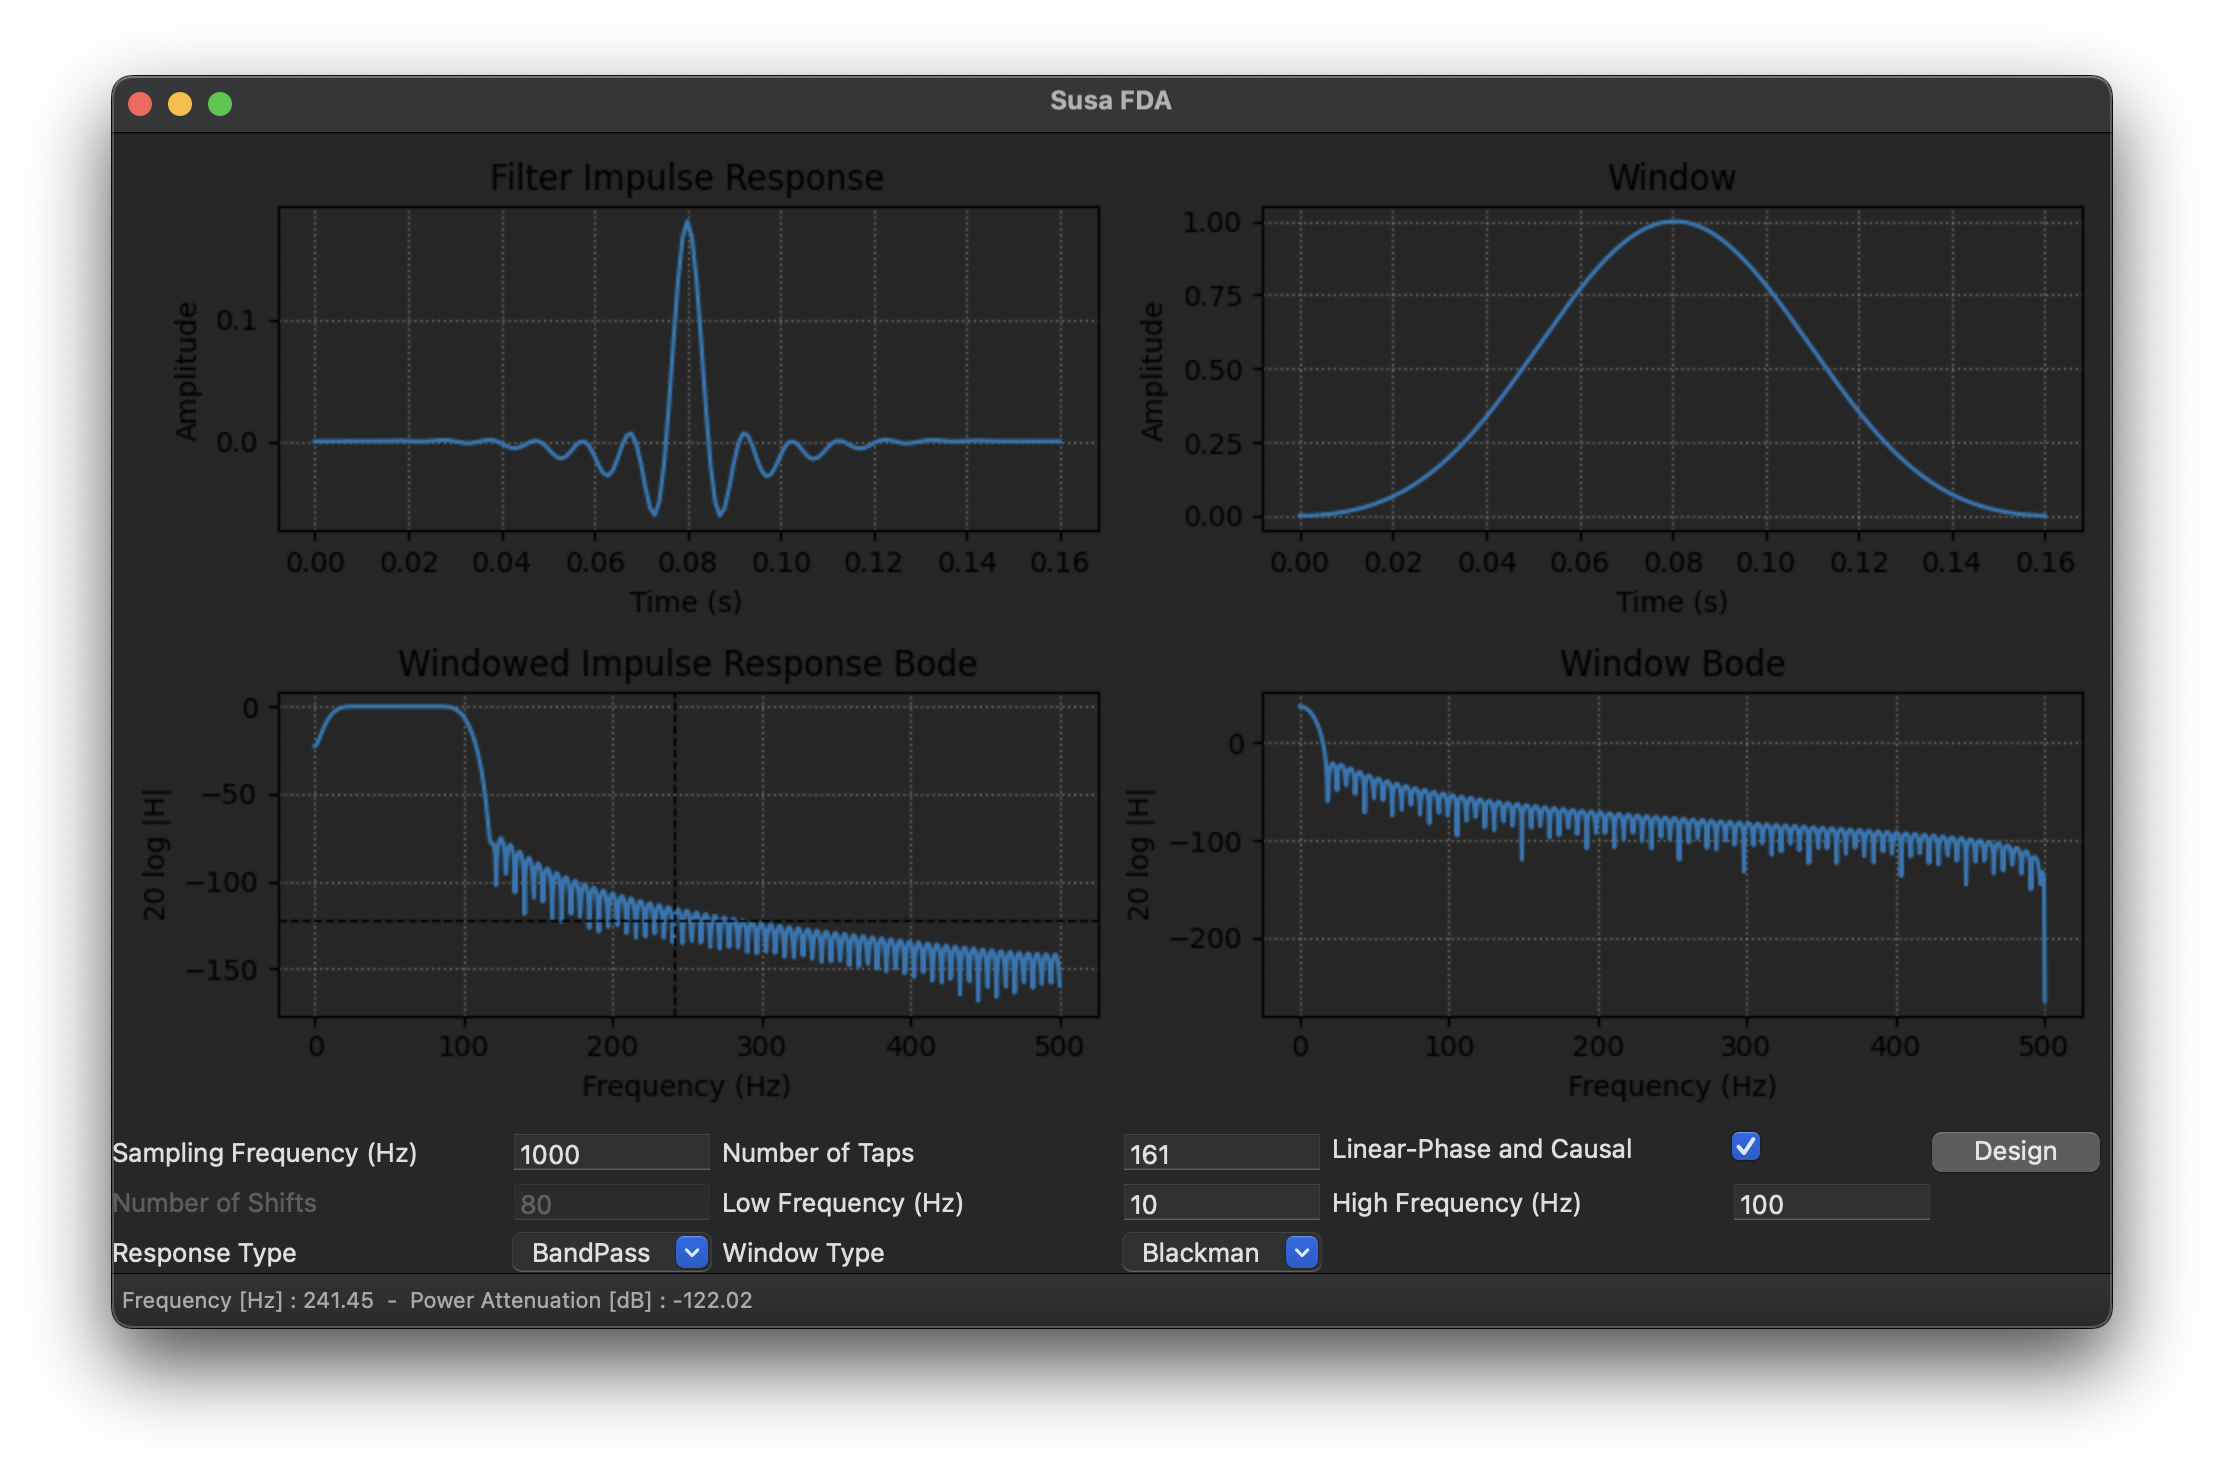 Susa FDA
Filter Impulse Response
Amplitude
0.1
0.0
0.00 0.02 0.04 0.06 0.08 0.10 0.12 0.14 0.16
Time (s)
Window
Amplitude
1.00
0.75
0.50
0.25
0.00
0.00 0.02 0.04 0.06 0.08 0.10 0.12 0.14 0.16
Time (s)
Windowed Impulse Response Bode
20 log |H|
0
−50
−100
−150
0 100 200 300 400 500
Frequency (Hz)
Window Bode
20 log |H|
0
−100
−200
0 100 200 300 400 500
Frequency (Hz)
Sampling Frequency (Hz) 1000 Number of Taps 161 Linear-Phase and Causal Design
Number of Shifts 80 Low Frequency (Hz) 10 High Frequency (Hz) 100
Response Type BandPass Window Type Blackman
Frequency [Hz] : 241.45 - Power Attenuation [dB] : -122.02